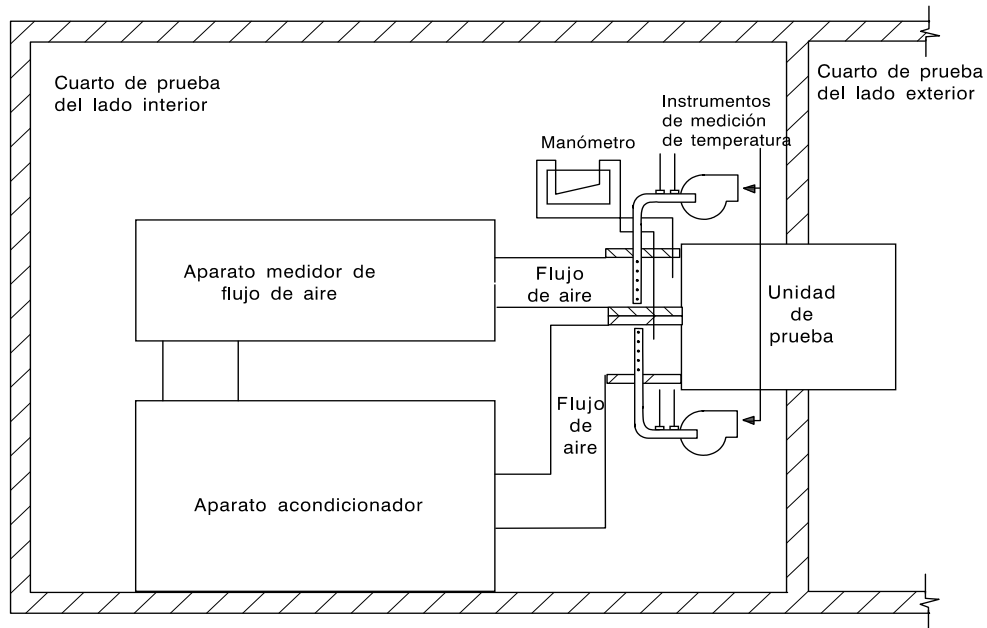 Cuarto de prueba
del lado interior
Cuarto de prueba
del lado exterior
Instrumentos
de medición
de temperatura
Manómetro
Aparato medidor de
flujo de aire
Flujo
de aire
Unidad
de
prueba
Flujo
de
aire
Aparato acondicionador